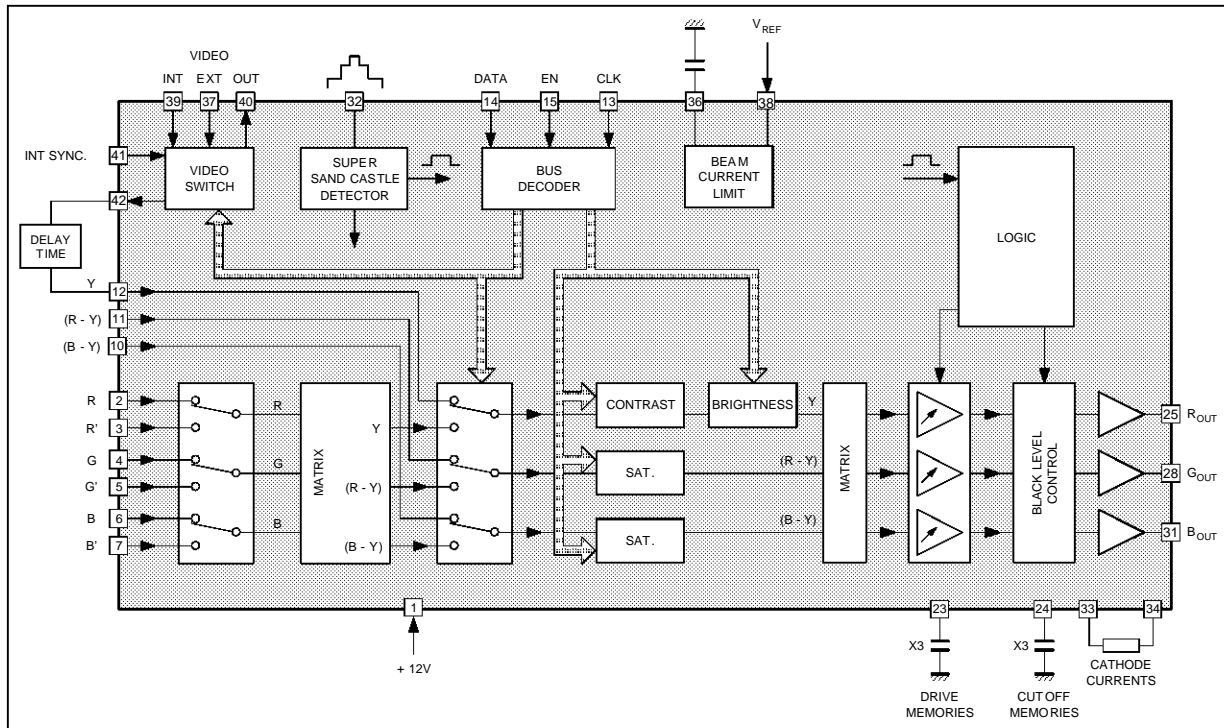 VIDEO
INT EXT OUT
DATA EN CLK
V REF
39 37 40 32 14 15 13 36 38
INT SYNC. 41
VIDEO
SWITCH
SUPER
SAND CASTLE
DETECTOR
BUS
DECODER
BEAM
CURRENT
LIMIT
LOGIC
42
DELAY
TIME
Y 12
(R - Y) 11
(B - Y) 10
R 2
R' 3
G 4
G' 5
B 6
B' 7
R
G
B
MATRIX
Y
(R - Y)
(B - Y)
CONTRAST
BRIGHTNESS
SAT.
SAT.
Y
(R - Y)
(B - Y)
MATRIX
BLACK LEVEL
CONTROL
25 R OUT
28 G OUT
31 B OUT
1
+ 12V
23 24 33 34
X3 X3
DRIVE
MEMORIES
CUTOFF
MEMORIES
CATHODE
CURRENTS